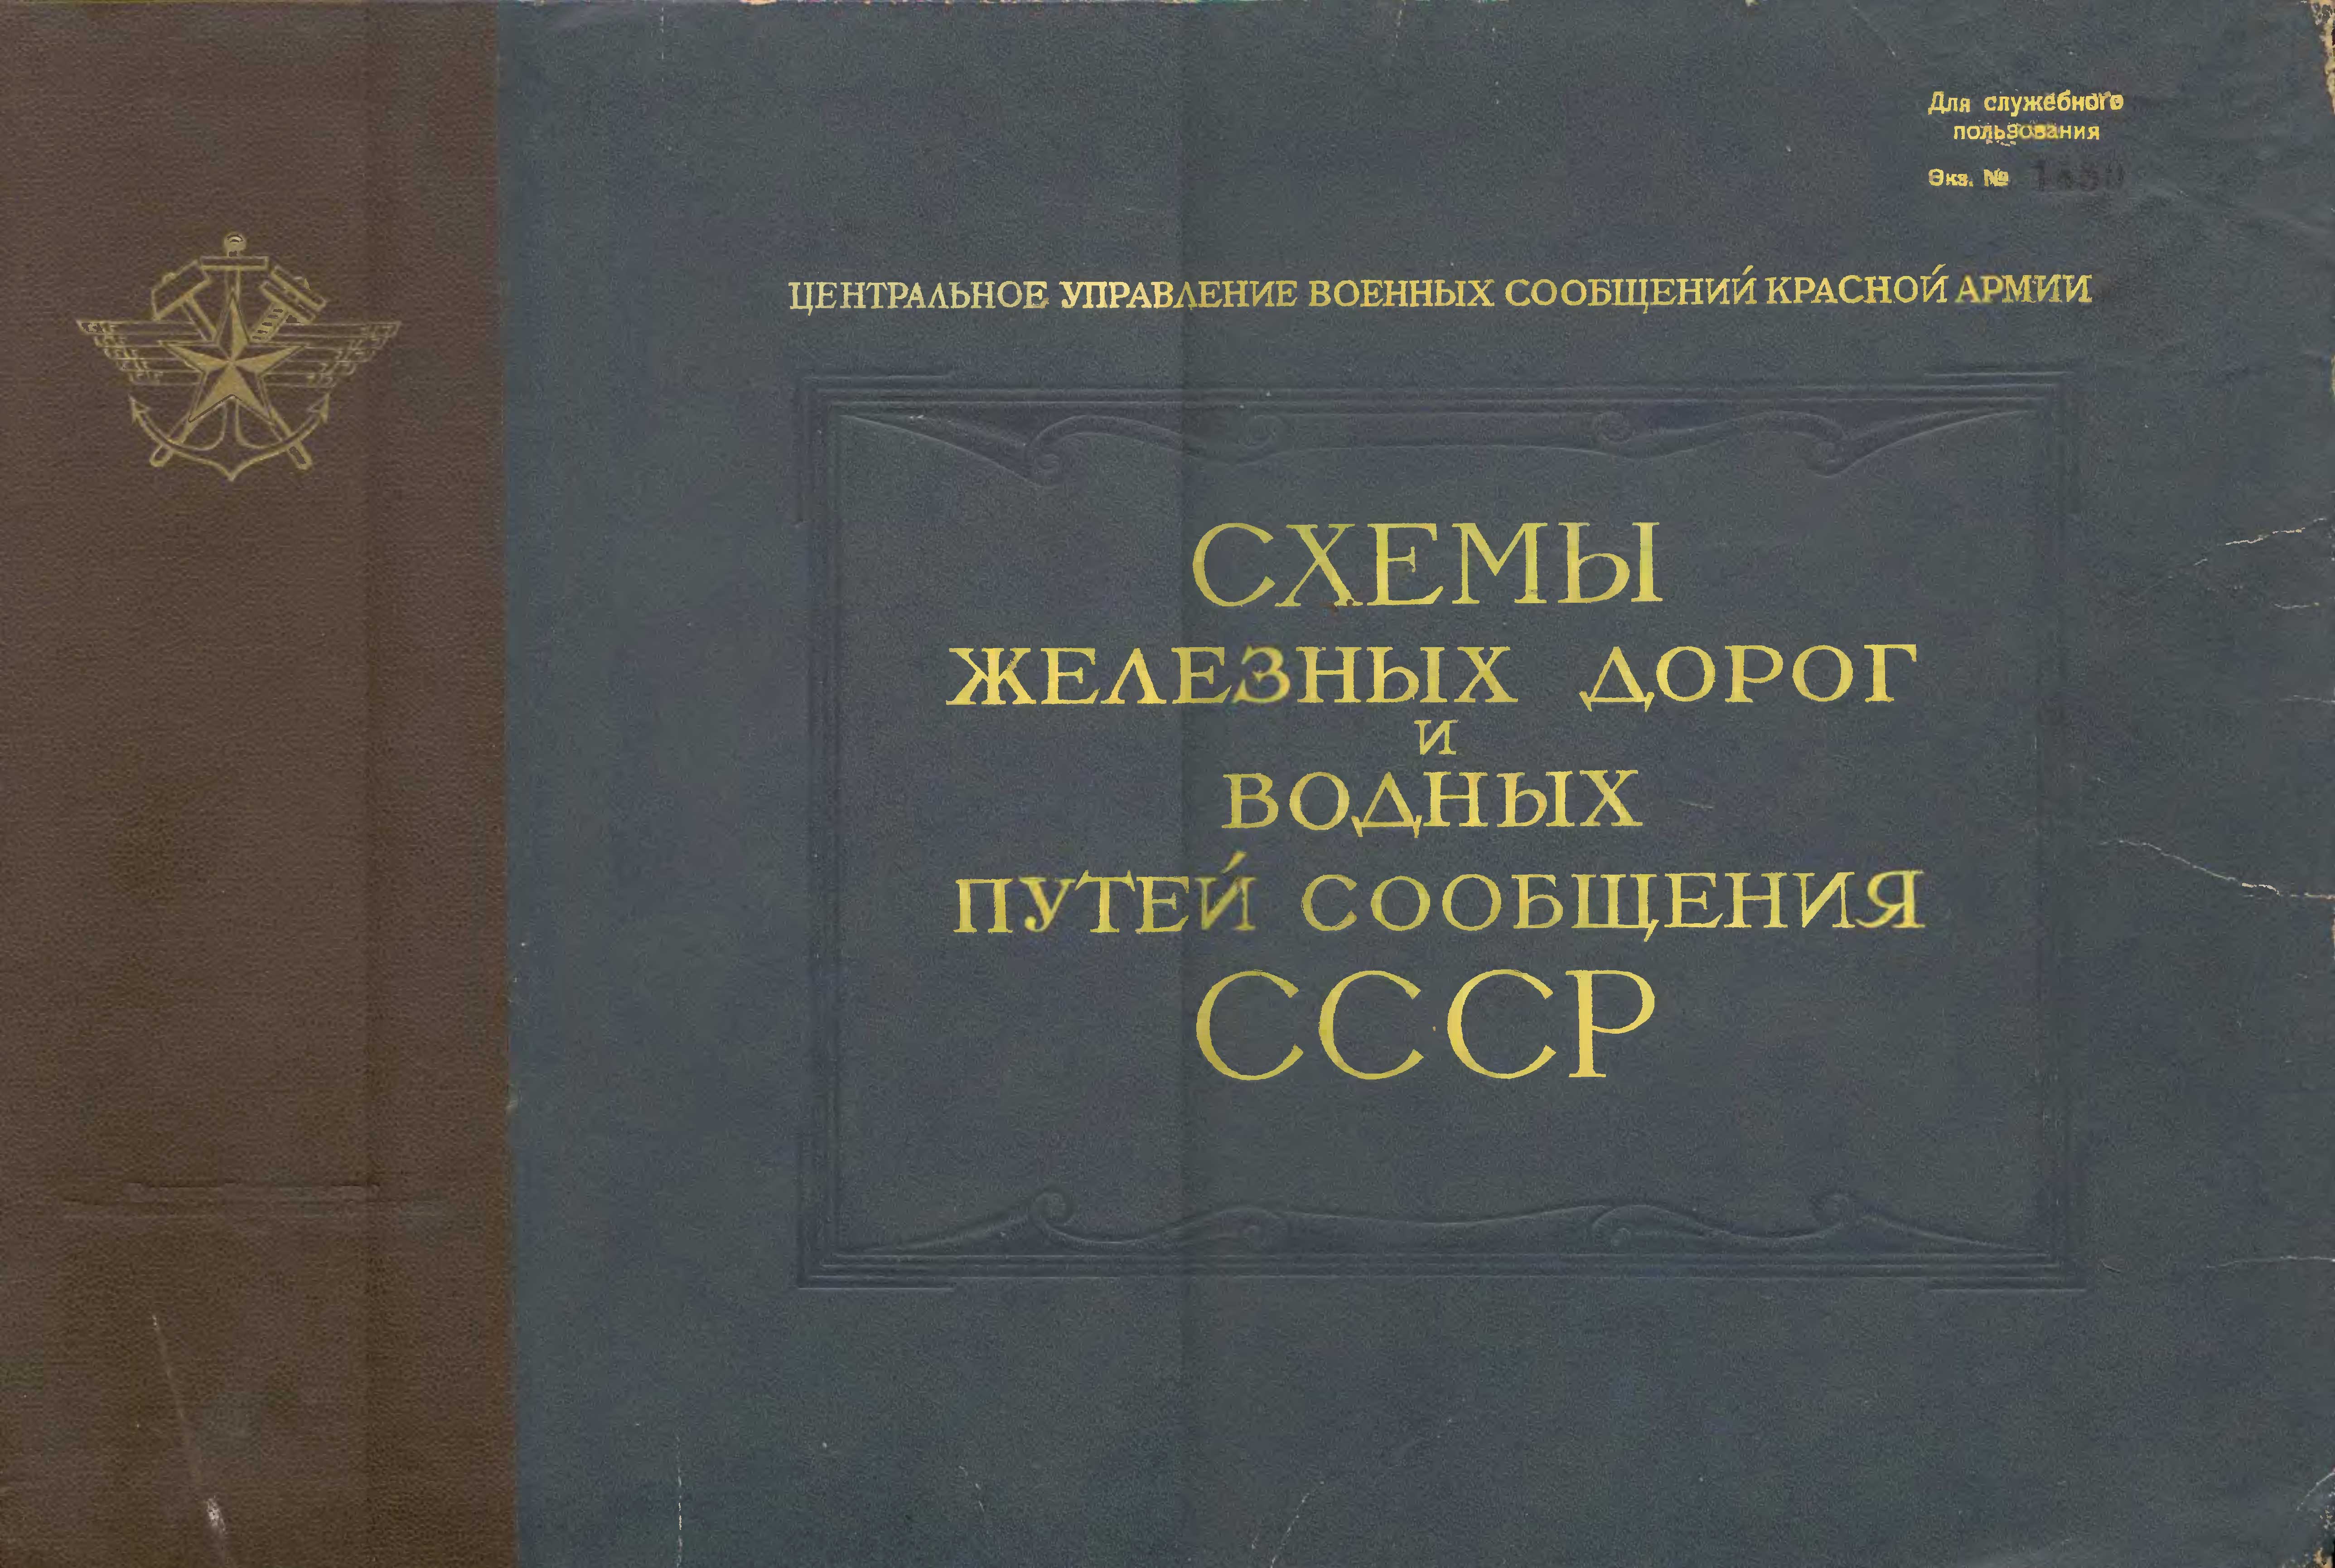 Для служебного
пользования
Экз. №
ЦЕНТРАЛЬНОЕ УПРАВЛЕНИЕ ВОЕННЫХ СООБЩЕНИЙ КРАСНОЙ АРМИИ
СХЕМЫ
ЖЕЛЕЗНЫХ ДОРОГ
И
ВОДНЫХ
ПУТЕЙ СООБЩЕНИЯ
СССР